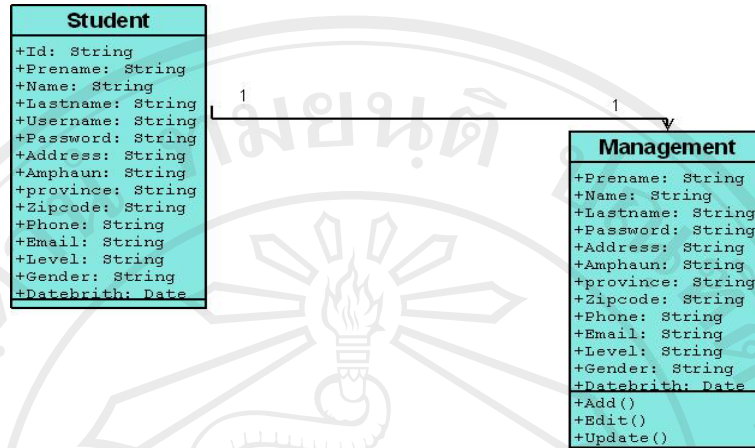 Student
+Id: String
+Prename: String
+Name: String
+Lastname: String
+Username: String
+Password: String
+Address: String
+Amphaun: String
+province: String
+Zipcode: String
+Phone: String
+Email: String
+Level: String
+Gender: String
+Datebrith: Date
1
1
Management
+Prename: String
+Name: String
+Lastname: String
+Password: String
+Address: String
+Amphaun: String
+province: String
+Zipcode: String
+Phone: String
+Email: String
+Level: String
+Gender: String
+Datebrith: Date
+Add()
+Edit()
+Update()